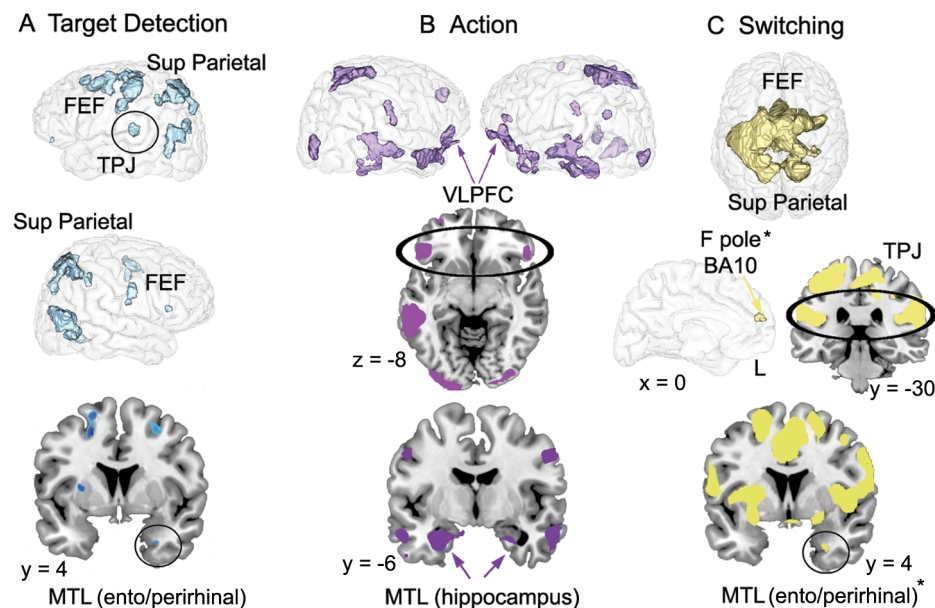 A Target Detection
Sup Parietal
FEF
TPJ
Sup Parietal
FEF
y = 4
MTL (ento/perirhinal)
B Action
VLPFC
z = -8
y = -6
MTL (hippocampus)
C Switching
FEF
Sup Parietal
F pole*
BA10
TPJ
x = 0
L
y = -30
y = 4
MTL (ento/perirhinal)*